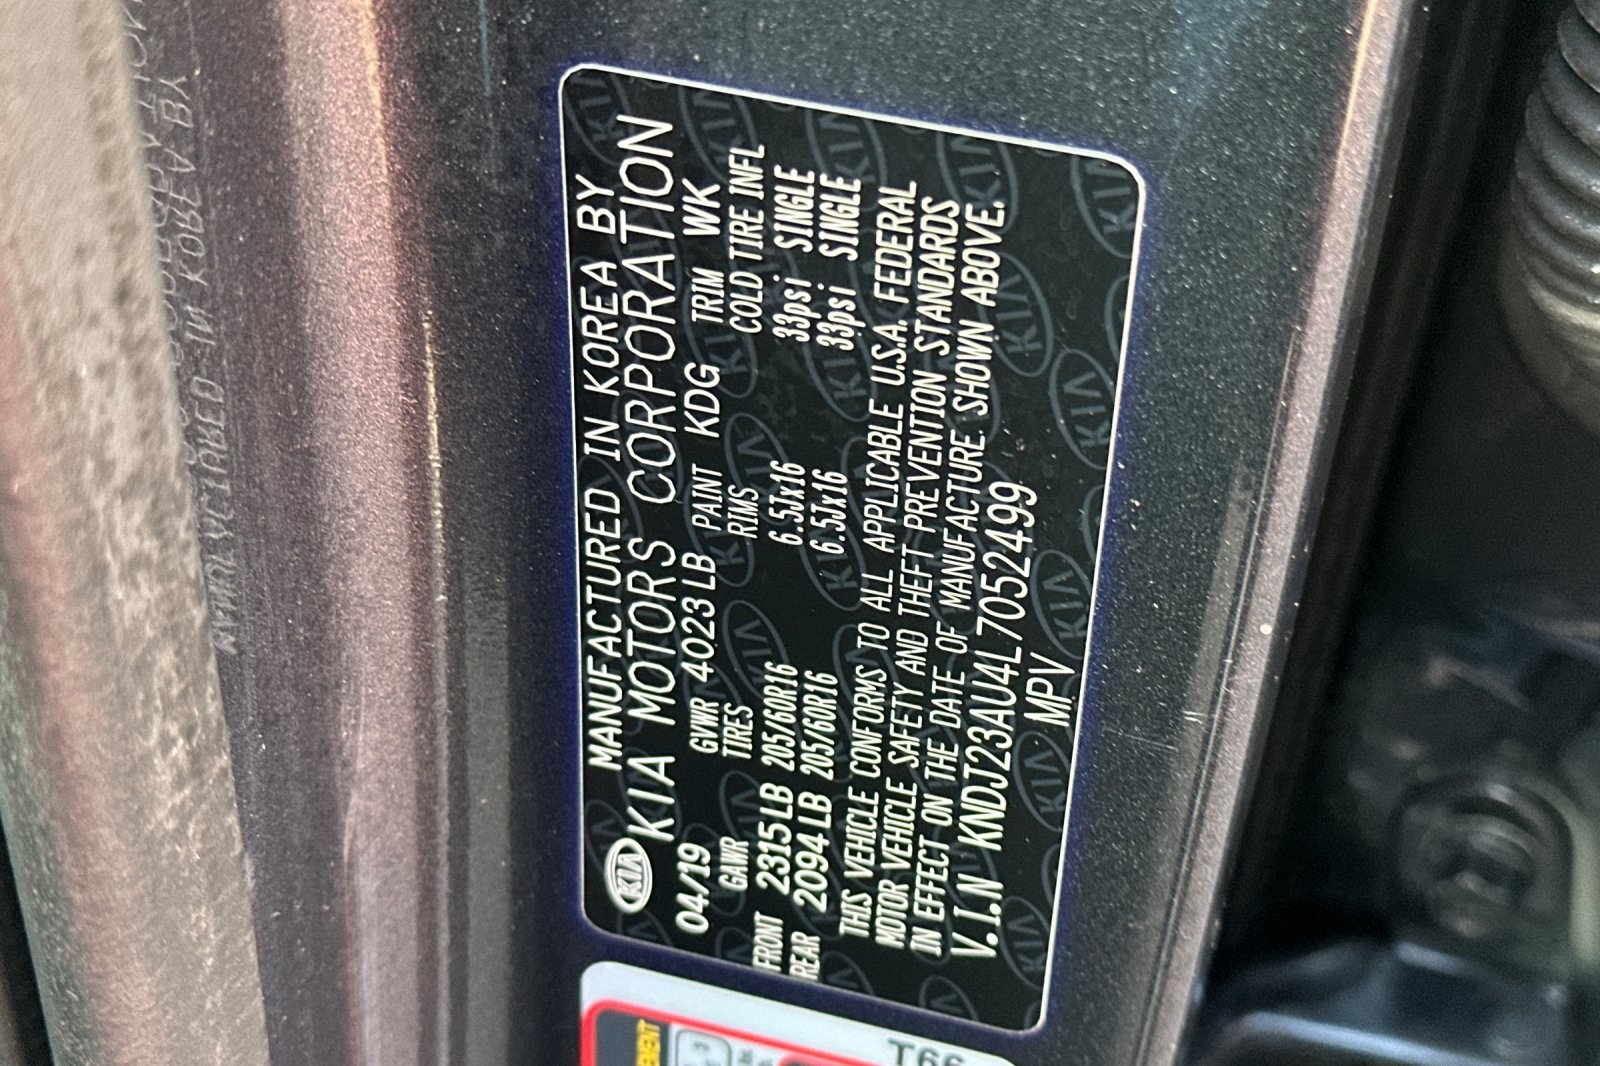 MANUFACTURED IN KOREA BY
KIA KIA MOTORS CORPORATION
04/19 GVWR 4023 LB PAINT KDG TRIM WK
GAWR TIRES RIMS COLD TIRE INFL
FRONT 2315 LB 205/60R16 6.5Jx16 33psi SINGLE
REAR 2094 LB 205/60R16 6.5Jx16 33psi SINGLE
THIS VEHICLE CONFORMS TO ALL APPLICABLE U.S.A. FEDERAL
MOTOR VEHICLE SAFETY AND THEFT PREVENTION STANDARDS
IN EFFECT ON THE DATE OF MANUFACTURE SHOWN ABOVE.
V.I.N KNDJ23AU4L7052499
MPV
T66